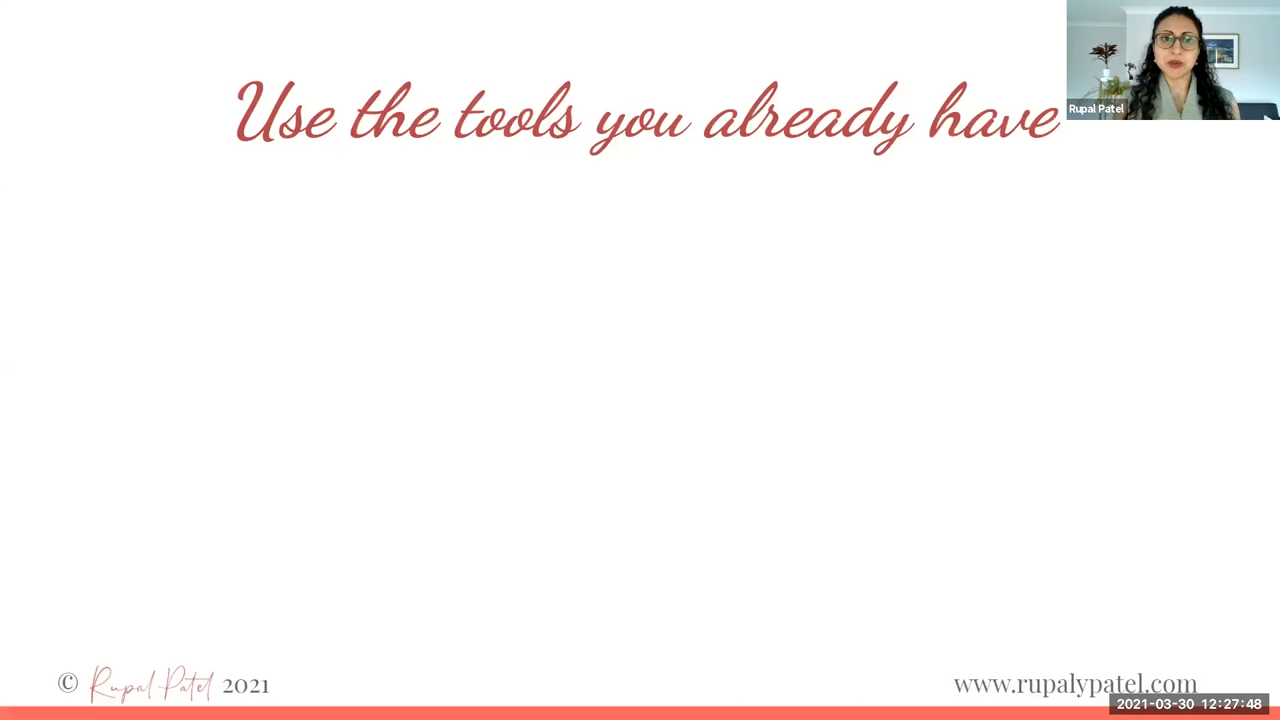 Use the tools you already have
Rupal Patel
© Rupal Patel 2021
www.rupalypatel.com
2021-03-30 12:27:48